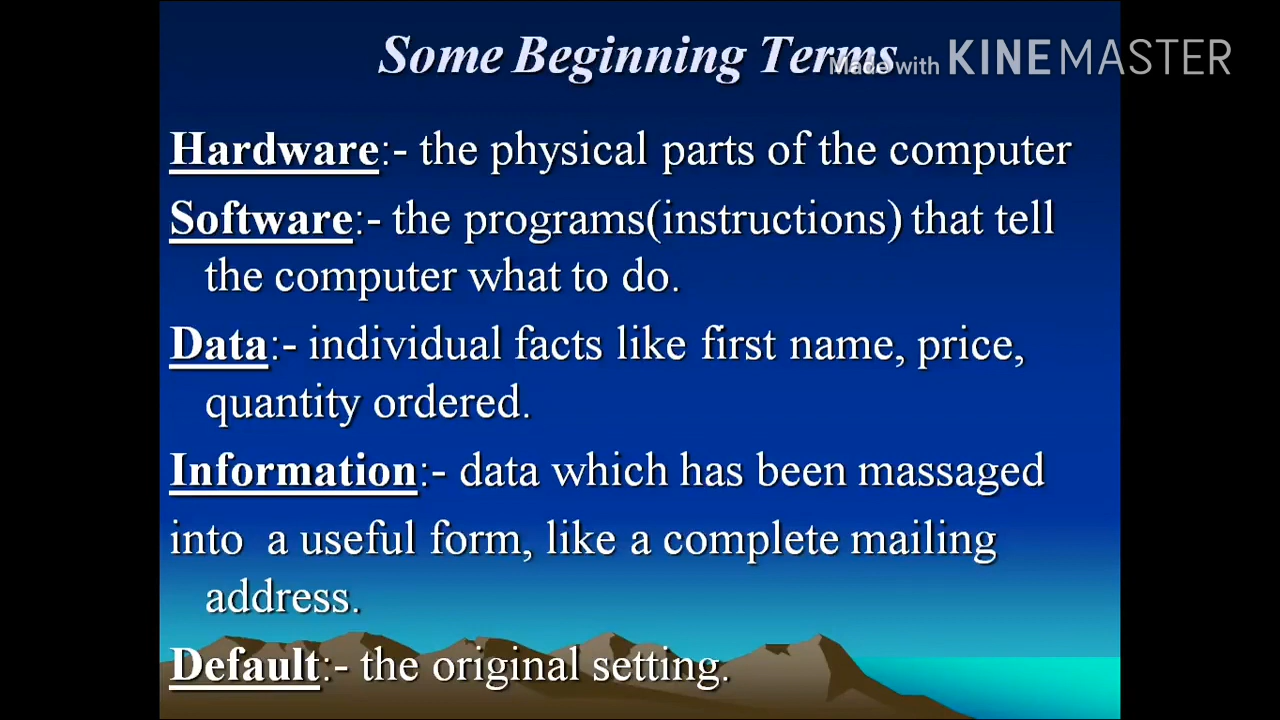 Some Beginning Terms
Made with KINEMASTER
Hardware:- the physical parts of the computer
Software:- the programs(instructions) that tell
the computer what to do.
Data:- individual facts like first name, price,
quantity ordered.
Information:- data which has been massaged
into a useful form, like a complete mailing
address.
Default:- the original setting.